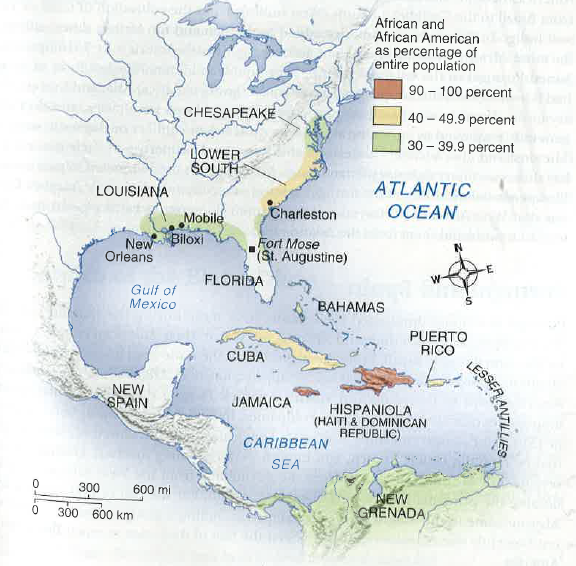 African and
African American
as percentage of
entire population
90 – 100 percent
40 – 49.9 percent
30 – 39.9 percent
CHESAPEAKE
LOWER
SOUTH
LOUISIANA
ATLANTIC
OCEAN
Mobile
Charleston
New
Orleans
Biloxi
Fort Mose
(St. Augustine)
N
W
E
S
FLORIDA
Gulf of
Mexico
BAHAMAS
PUERTO
RICO
CUBA
LESSER ANTILLIES
NEW
SPAIN
JAMAICA
HISPANIOLA
(HAITI & DOMINICAN
REPUBLIC)
CARIBBEAN
SEA
0 300 600 mi
0 300 600 km
NEW
GRENADA